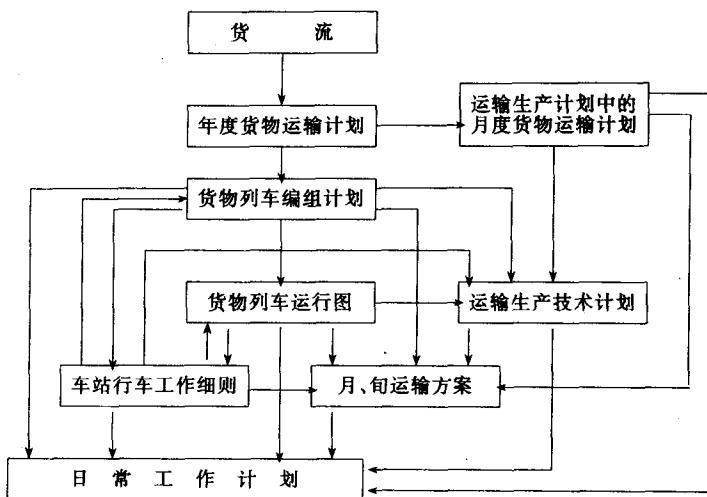 货 流
年度货物运输计划
运输生产计划中的
月度货物运输计划
货物列车编组计划
货物列车运行图
运输生产技术计划
车站行车工作细则
月、旬运输方案
日 常 工 作 计 划